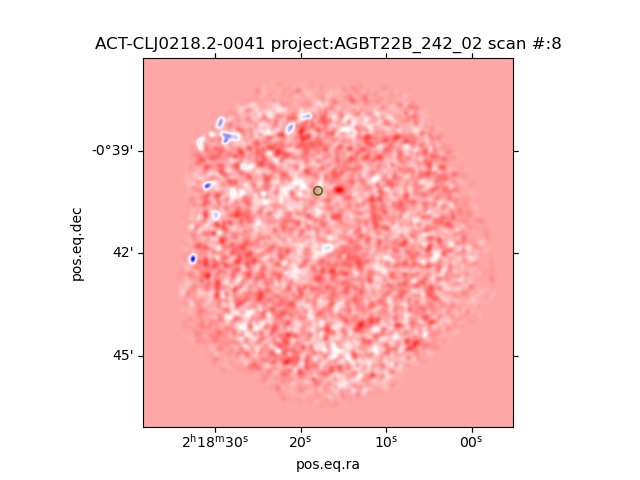 ACT-CLJ0218.2-0041 project:AGBT22B_242_02 scan #:8
pos.eq.dec
-0°39'
42'
45'
2ʰ18ᵐ30ˢ 20ˢ 10ˢ 00ˢ
pos.eq.ra